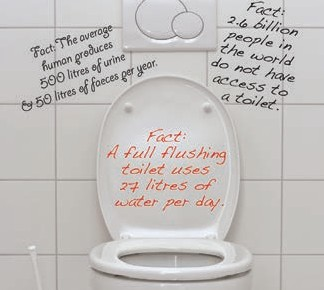 Fact: The average
human produces
500 litres of urine
& 50 litres of faeces per year.
Fact:
2.6 billion
people in
the world
do not have
access to
a toilet.
Fact:
A full flushing
toilet uses
27 litres of
water per day.